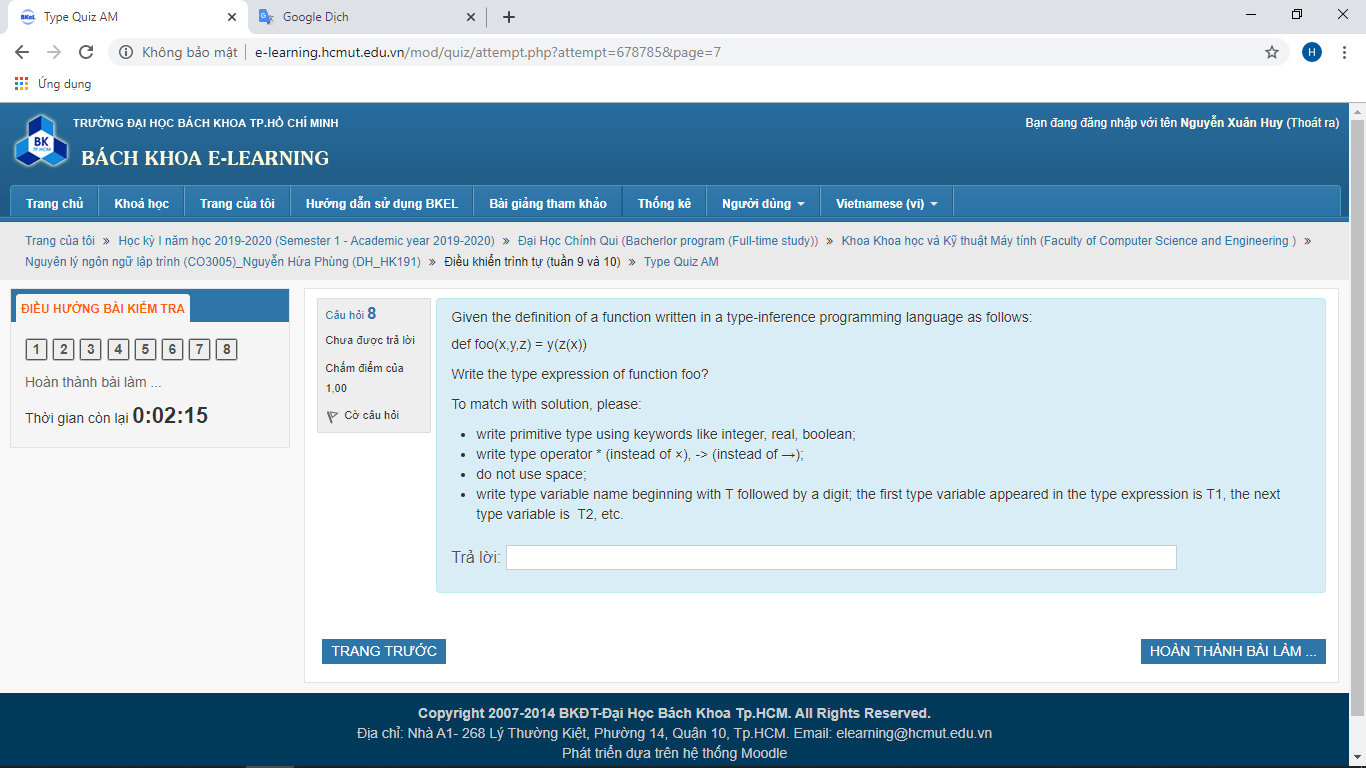 Type Quiz AM
Google Dịch
Không bảo mật
e-learning.hcmut.edu.vn/mod/quiz/attempt.php?attempt=678785&page=7
H
Ứng dụng
BK
TP.HCM
TRƯỜNG ĐẠI HỌC BÁCH KHOA TP.HỒ CHÍ MINH
BÁCH KHOA E-LEARNING
Bạn đang đăng nhập với tên Nguyễn Xuân Huy (Thoát ra)
Trang chủ Khoá học Trang của tôi Hướng dẫn sử dụng BKEL Bài giảng tham khảo Thống kê Người dùng Vietnamese (vi)
Trang của tôi » Học kỳ I năm học 2019-2020 (Semester 1 - Academic year 2019-2020) » Đại Học Chính Qui (Bacherlor program (Full-time study)) » Khoa Khoa học và Kỹ thuật Máy tính (Faculty of Computer Science and Engineering ) »
Nguyên lý ngôn ngữ lập trình (CO3005)_Nguyễn Hứa Phùng (DH_HK191) » Điều khiển trình tự (tuần 9 và 10) » Type Quiz AM
ĐIỀU HƯỚNG BÀI KIỂM TRA
1 2 3 4 5 6 7 8
Hoàn thành bài làm ...
Thời gian còn lại 0:02:15
Câu hỏi 8
Chưa được trả lời
Chấm điểm của
1,00
Cờ câu hỏi
Given the definition of a function written in a type-inference programming language as follows:
def foo(x,y,z) = y(z(x))
Write the type expression of function foo?
To match with solution, please:
• write primitive type using keywords like integer, real, boolean;
• write type operator * (instead of ×), -> (instead of →);
• do not use space;
• write type variable name beginning with T followed by a digit; the first type variable appeared in the type expression is T1, the next
type variable is T2, etc.
Trả lời:
TRANG TRƯỚC
HOÀN THÀNH BÀI LÀM ...
Copyright 2007-2014 BKĐT-Đại Học Bách Khoa Tp.HCM. All Rights Reserved.
Địa chỉ: Nhà A1- 268 Lý Thường Kiệt, Phường 14, Quận 10, Tp.HCM. Email: elearning@hcmut.edu.vn
Phát triển dựa trên hệ thống Moodle